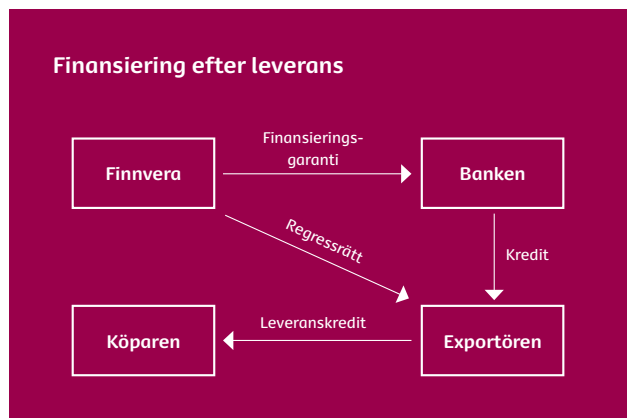 Finansiering efter leverans
Finansierings-
garanti
Finnvera
Banken
Regressrätt
Kredit
Leveranskredit
Köparen
Exportören